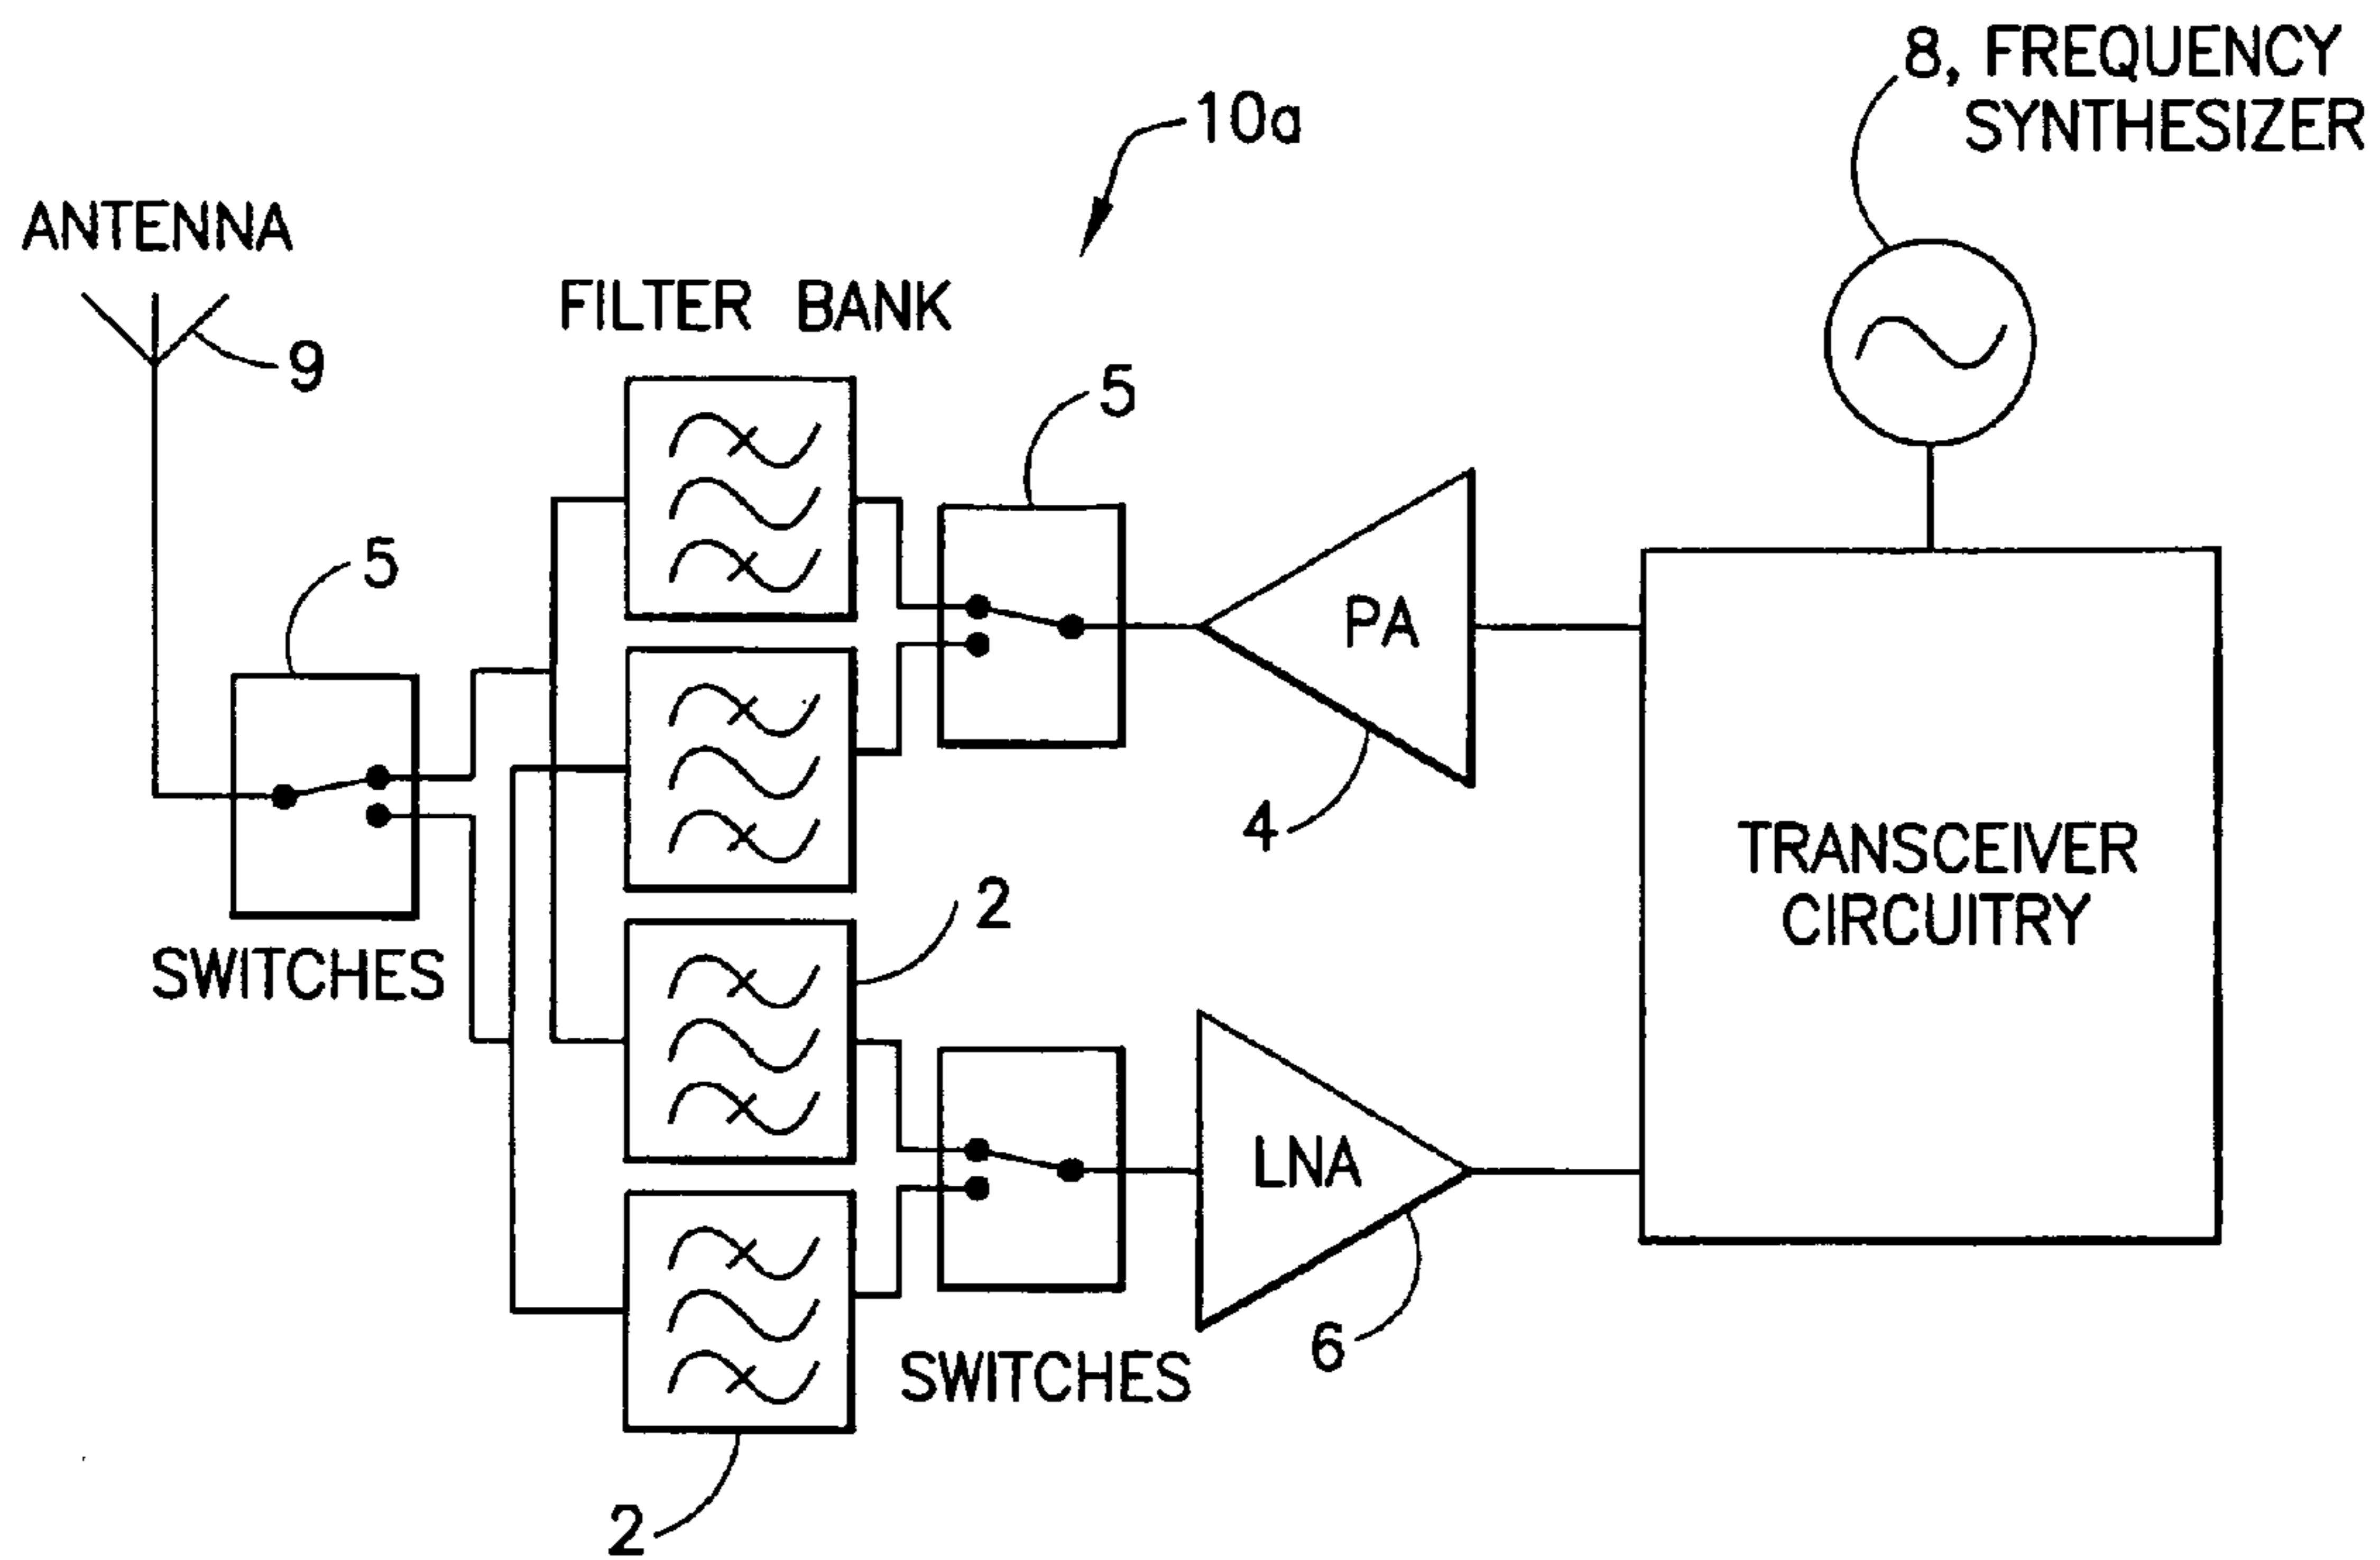 8, FREQUENCY
SYNTHESIZER
10a
ANTENNA
FILTER BANK
9
5
5
PA
4
TRANSCEIVER
CIRCUITRY
2
SWITCHES
LNA
6
SWITCHES
2